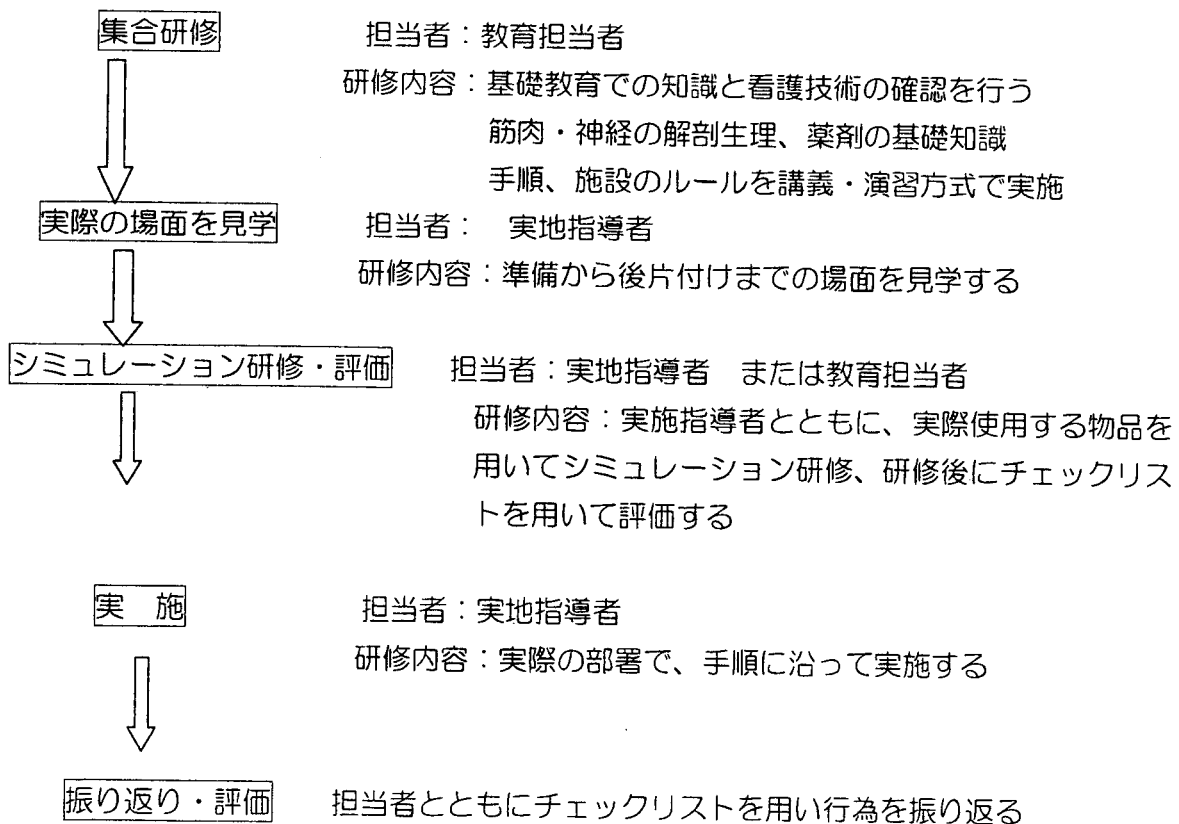 集合研修　担当者：教育担当者
研修内容：基礎教育での知識と看護技術の確認を行う
筋肉・神経の解剖生理、薬剤の基礎知識
手順、施設のルールを講義・演習方式で実施
実際の場面を見学　担当者：　実地指導者
研修内容：準備から後片付けまでの場面を見学する
シミュレーション研修・評価　担当者：実地指導者　または教育担当者
研修内容：実施指導者とともに、実際使用する物品を
用いてシミュレーション研修、研修後にチェックリス
トを用いて評価する
実　施　担当者：実地指導者
研修内容：実際の部署で、手順に沿って実施する
振り返り・評価　担当者とともにチェックリストを用い行為を振り返る